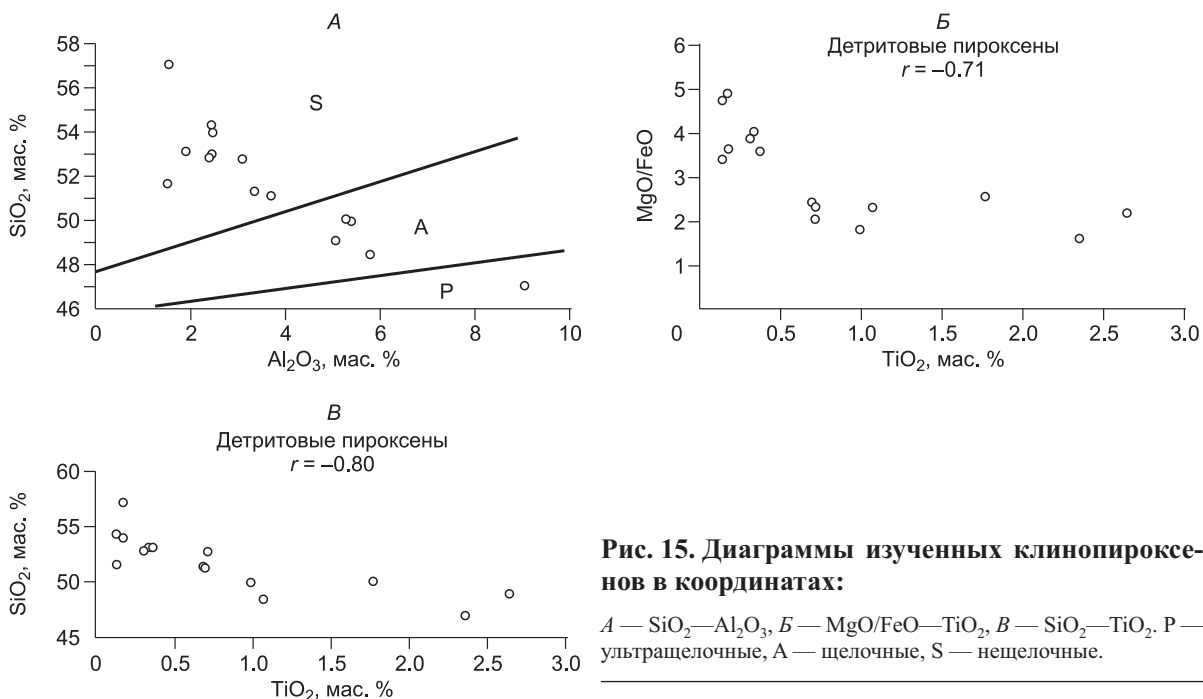 А
SiO₂, мас. %
58
56
54
52
50
48
46
S
A
P
0 2 4 6 8 10
Al₂O₃, мас. %
Б
Детритовые пироксены
r = –0.71
MgO/FeO
6
5
4
3
2
1
0 0.5 1.0 1.5 2.0 2.5 3.0
TiO₂, мас. %
В
Детритовые пироксены
r = –0.80
SiO₂, мас. %
60
55
50
45
0 0.5 1.0 1.5 2.0 2.5 3.0
TiO₂, мас. %
Рис. 15. Диаграммы изученных клинопироксе-
нов в координатах:
А — SiO₂—Al₂O₃, Б — MgO/FeO—TiO₂, В — SiO₂—TiO₂. P —
ультращелочные, A — щелочные, S — нещелочные.